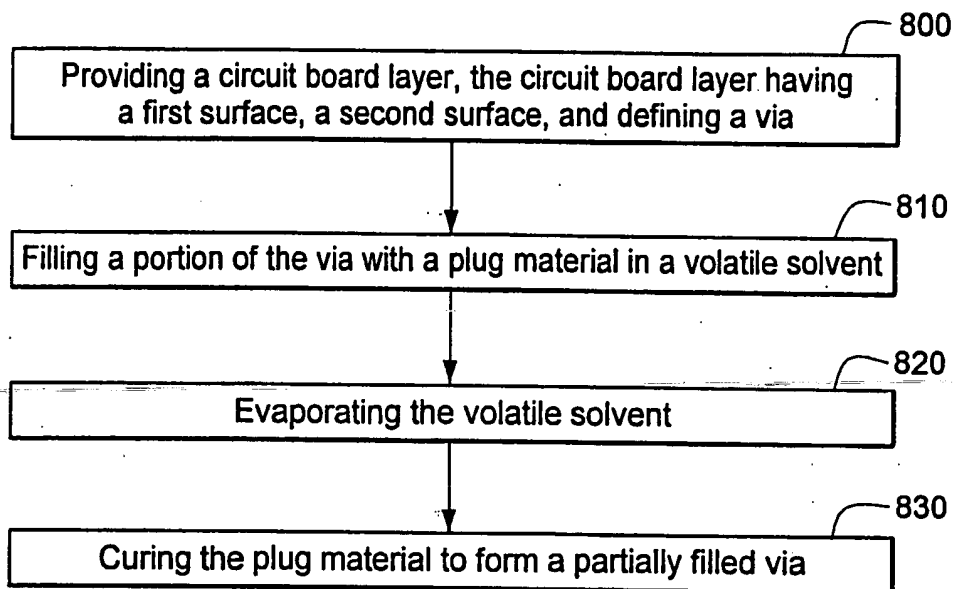 800
Providing a circuit board layer, the circuit board layer having
a first surface, a second surface, and defining a via
810
Filling a portion of the via with a plug material in a volatile solvent
820
Evaporating the volatile solvent
830
Curing the plug material to form a partially filled via